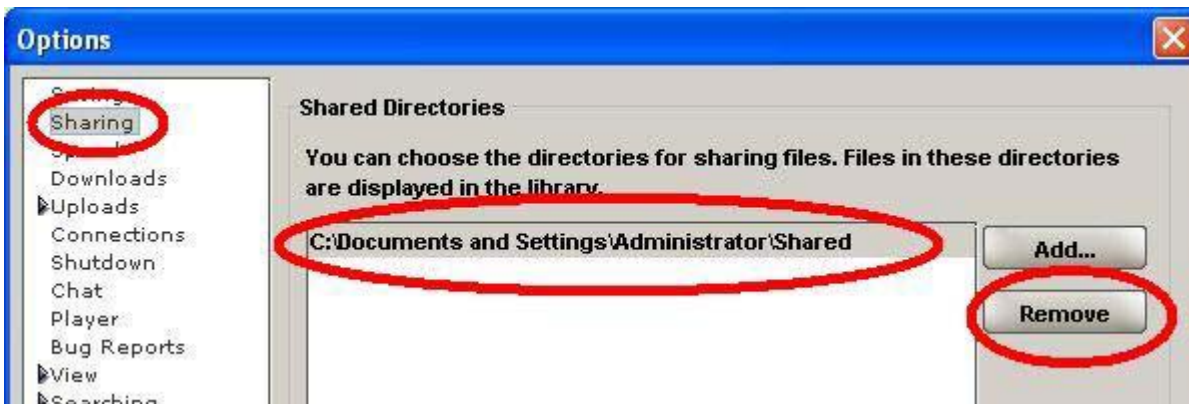 Options
Sharing
Downloads
Uploads
Connections
Shutdown
Chat
Player
Bug Reports
View
Searching
Shared Directories
You can choose the directories for sharing files. Files in these directories
are displayed in the library.
C:\Documents and Settings\Administrator\Shared
Add...
Remove